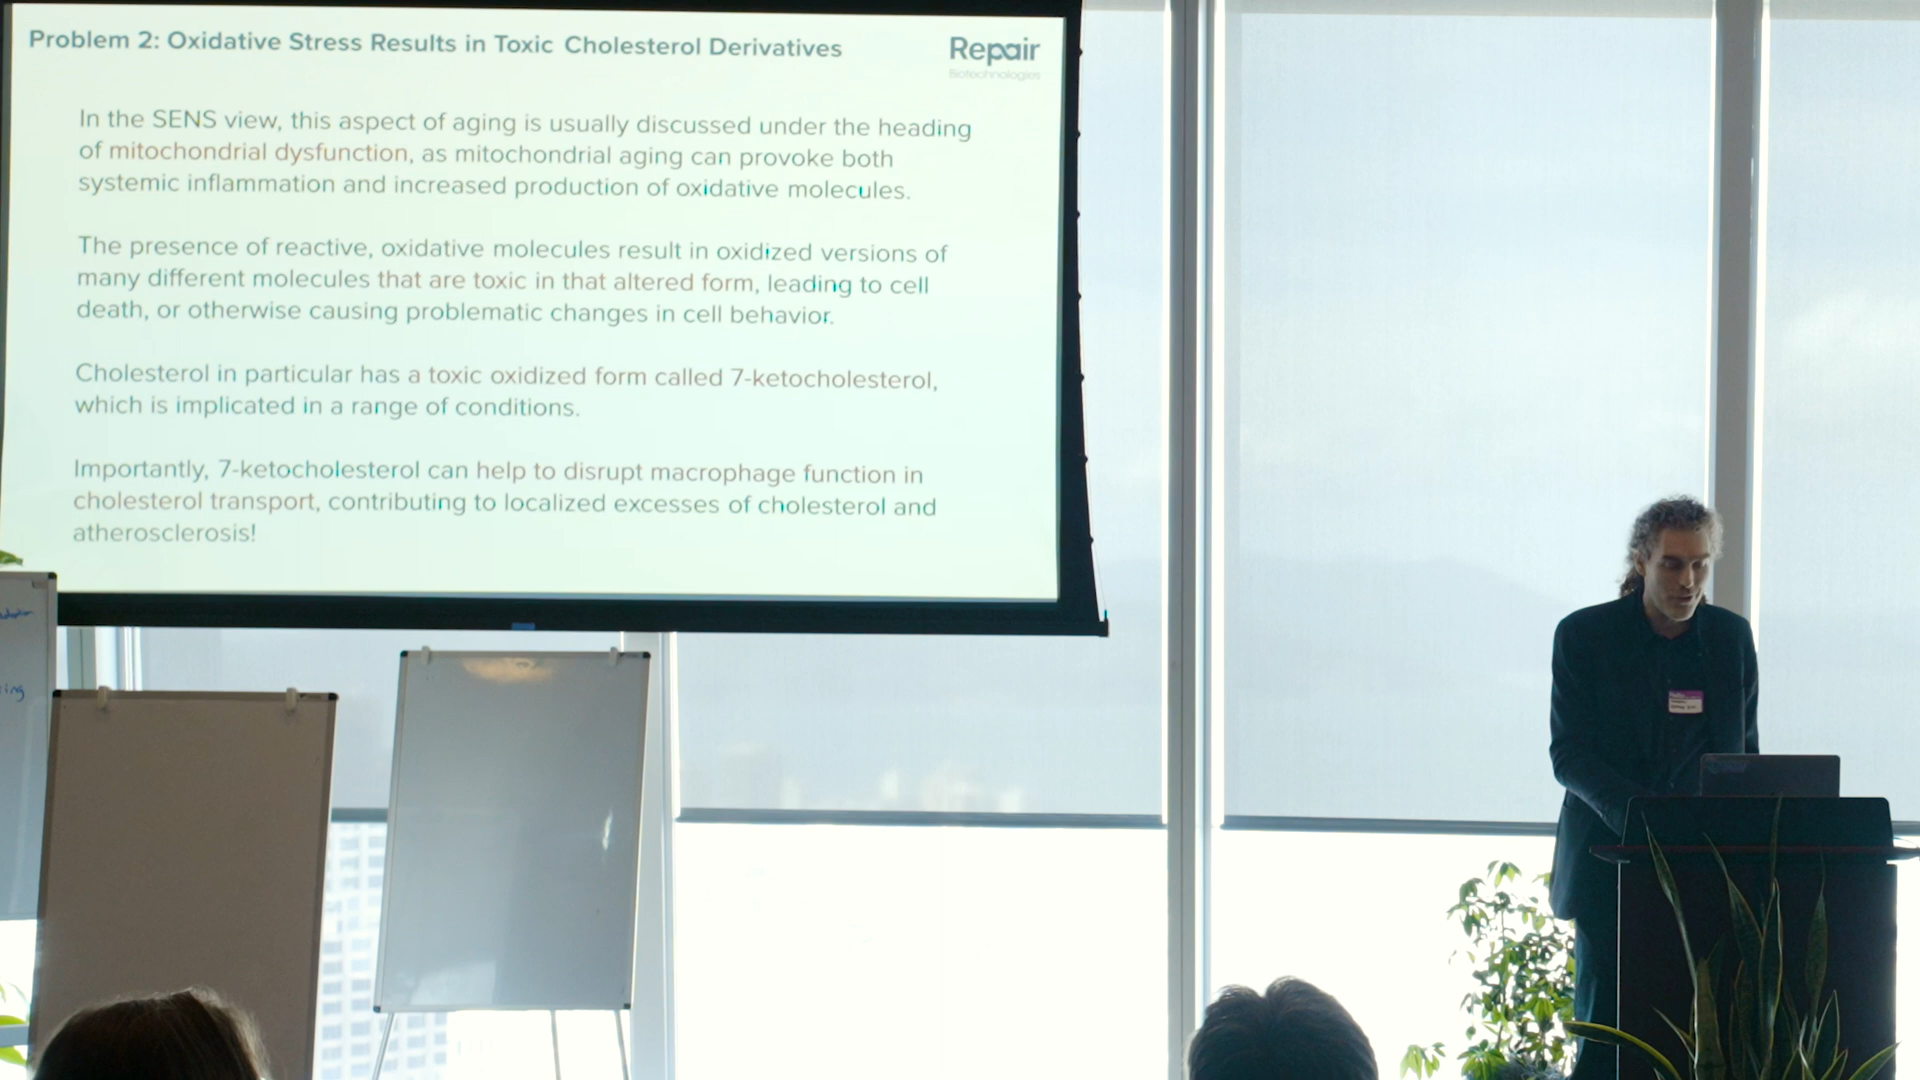 Problem 2: Oxidative Stress Results in Toxic Cholesterol Derivatives
Repair
Biotechnologies
In the SENS view, this aspect of aging is usually discussed under the heading
of mitochondrial dysfunction, as mitochondrial aging can provoke both
systemic inflammation and increased production of oxidative molecules.
The presence of reactive, oxidative molecules result in oxidized versions of
many different molecules that are toxic in that altered form, leading to cell
death, or otherwise causing problematic changes in cell behavior.
Cholesterol in particular has a toxic oxidized form called 7-ketocholesterol,
which is implicated in a range of conditions.
Importantly, 7-ketocholesterol can help to disrupt macrophage function in
cholesterol transport, contributing to localized excesses of cholesterol and
atherosclerosis!